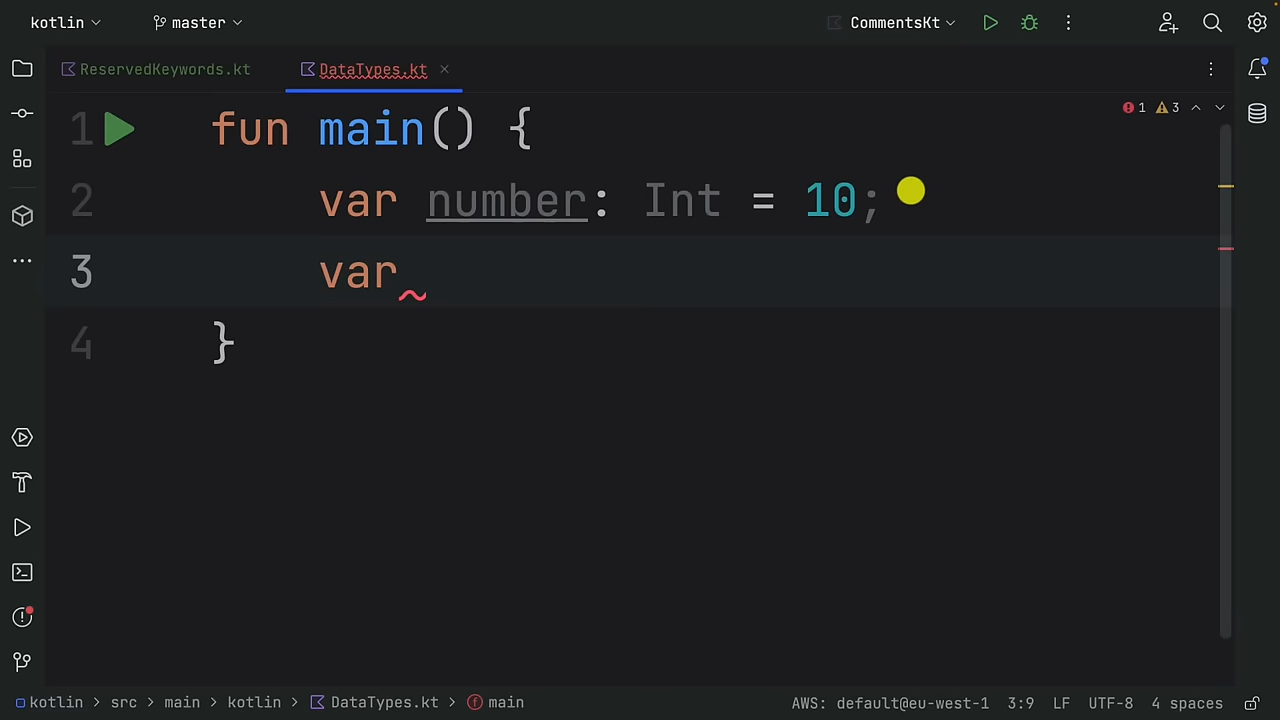 kotlin master CommentsKt
ReservedKeywords.kt DataTypes.kt
1 fun main() {
1 3
2 var number: Int = 10;
3 var
4 }
kotlin > src > main > kotlin > DataTypes.kt > main AWS: default@eu-west-1 3:9 LF UTF-8 4 spaces